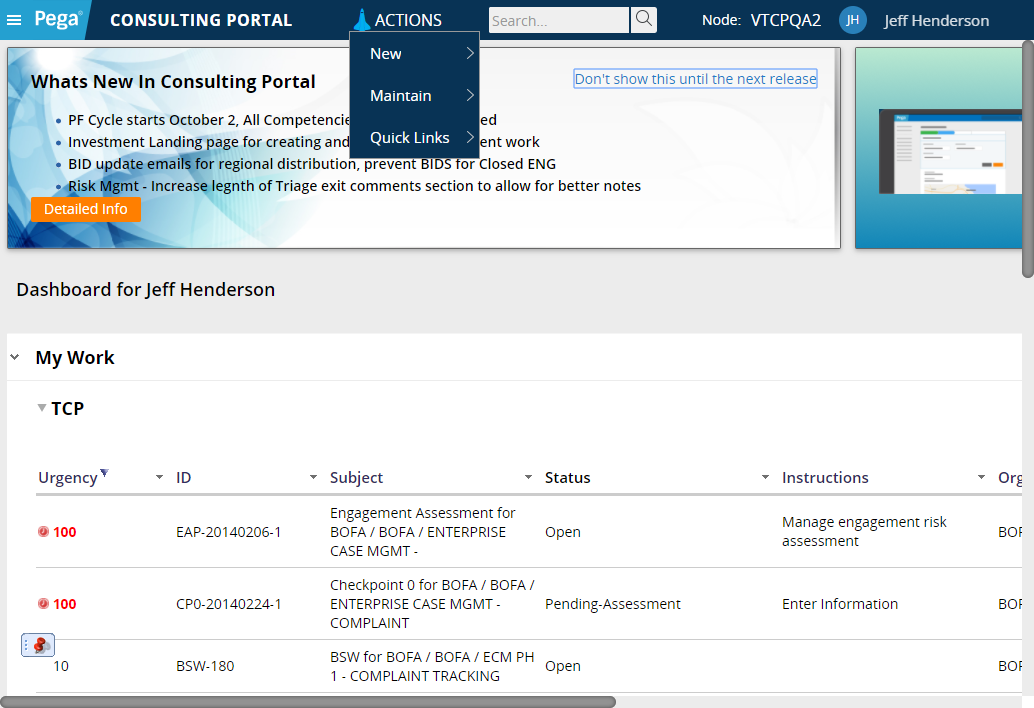 Pega® CONSULTING PORTAL ACTIONS Search... Node: VTCPQA2 JH Jeff Henderson
New
Maintain
Quick Links
Whats New In Consulting Portal
Don't show this until the next release
PF Cycle starts October 2, All Competencie ed
Investment Landing page for creating and ent work
BID update emails for regional distribution, prevent BIDS for Closed ENG
Risk Mgmt - Increase legnth of Triage exit comments section to allow for better notes
Detailed Info
Pega
Dashboard for Jeff Henderson
My Work
TCP
Urgency ID Subject Status Instructions Org
100 EAP-20140206-1 Engagement Assessment for
BOFA / BOFA / ENTERPRISE
CASE MGMT -
Open
Manage engagement risk
assessment
BOF
100 CP0-20140224-1 Checkpoint 0 for BOFA / BOFA /
ENTERPRISE CASE MGMT -
COMPLAINT
Pending-Assessment
Enter Information
BOF
10 BSW-180 BSW for BOFA / BOFA / ECM PH
1 - COMPLAINT TRACKING
Open
BOF